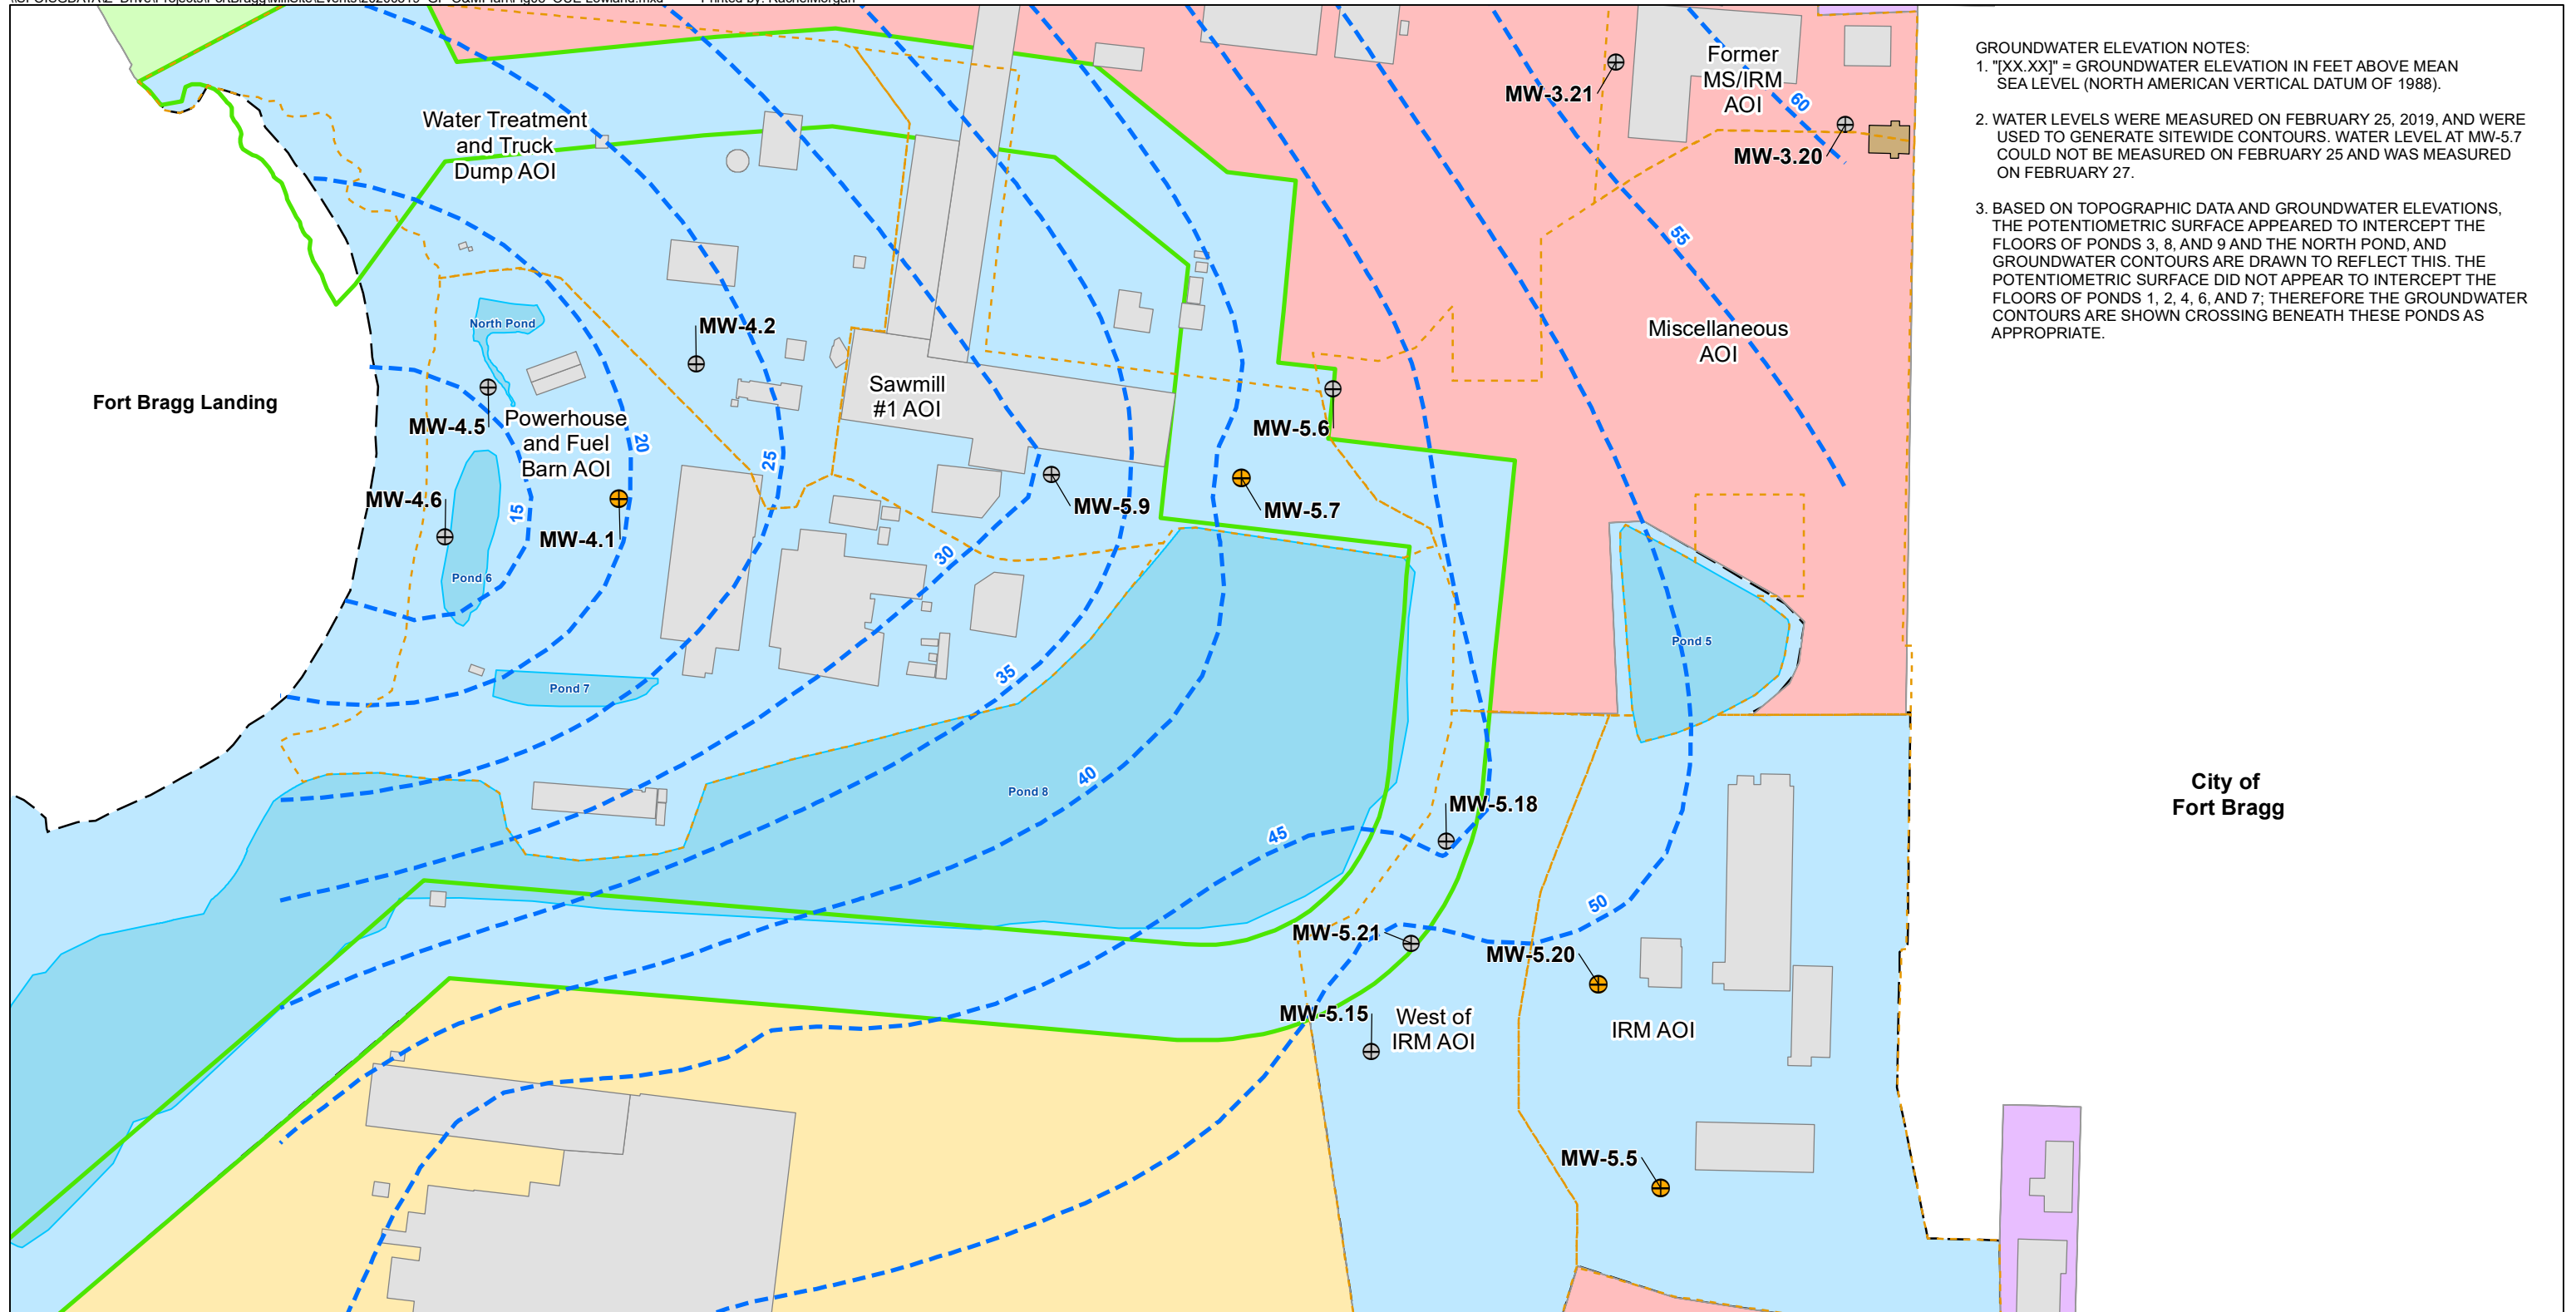 GROUNDWATER ELEVATION NOTES:
1. "[XX.XX]" = GROUNDWATER ELEVATION IN FEET ABOVE MEAN
SEA LEVEL (NORTH AMERICAN VERTICAL DATUM OF 1988).
2. WATER LEVELS WERE MEASURED ON FEBRUARY 25, 2019, AND WERE
USED TO GENERATE SITEWIDE CONTOURS. WATER LEVEL AT MW-5.7
COULD NOT BE MEASURED ON FEBRUARY 25 AND WAS MEASURED
ON FEBRUARY 27.
3. BASED ON TOPOGRAPHIC DATA AND GROUNDWATER ELEVATIONS,
THE POTENTIOMETRIC SURFACE APPEARED TO INTERCEPT THE
FLOORS OF PONDS 3, 8, AND 9 AND THE NORTH POND, AND
GROUNDWATER CONTOURS ARE DRAWN TO REFLECT THIS. THE
POTENTIOMETRIC SURFACE DID NOT APPEAR TO INTERCEPT THE
FLOORS OF PONDS 1, 2, 4, 6, AND 7; THEREFORE THE GROUNDWATER
CONTOURS ARE SHOWN CROSSING BENEATH THESE PONDS AS
APPROPRIATE.
Former
MS/IRM
AOI
MW-3.21
60
MW-3.20
Water Treatment
and Truck
Dump AOI
55
North Pond
MW-4.2
Miscellaneous
AOI
Sawmill
#1 AOI
Fort Bragg Landing
MW-4.5
Powerhouse
and Fuel
Barn AOI
20
25
MW-5.6
MW-4.6
15
MW-4.1
MW-5.9
MW-5.7
30
Pond 6
Pond 5
35
Pond 7
40
Pond 8
City of
Fort Bragg
MW-5.18
45
50
MW-5.21
MW-5.20
MW-5.15
West of
IRM AOI
IRM AOI
MW-5.5